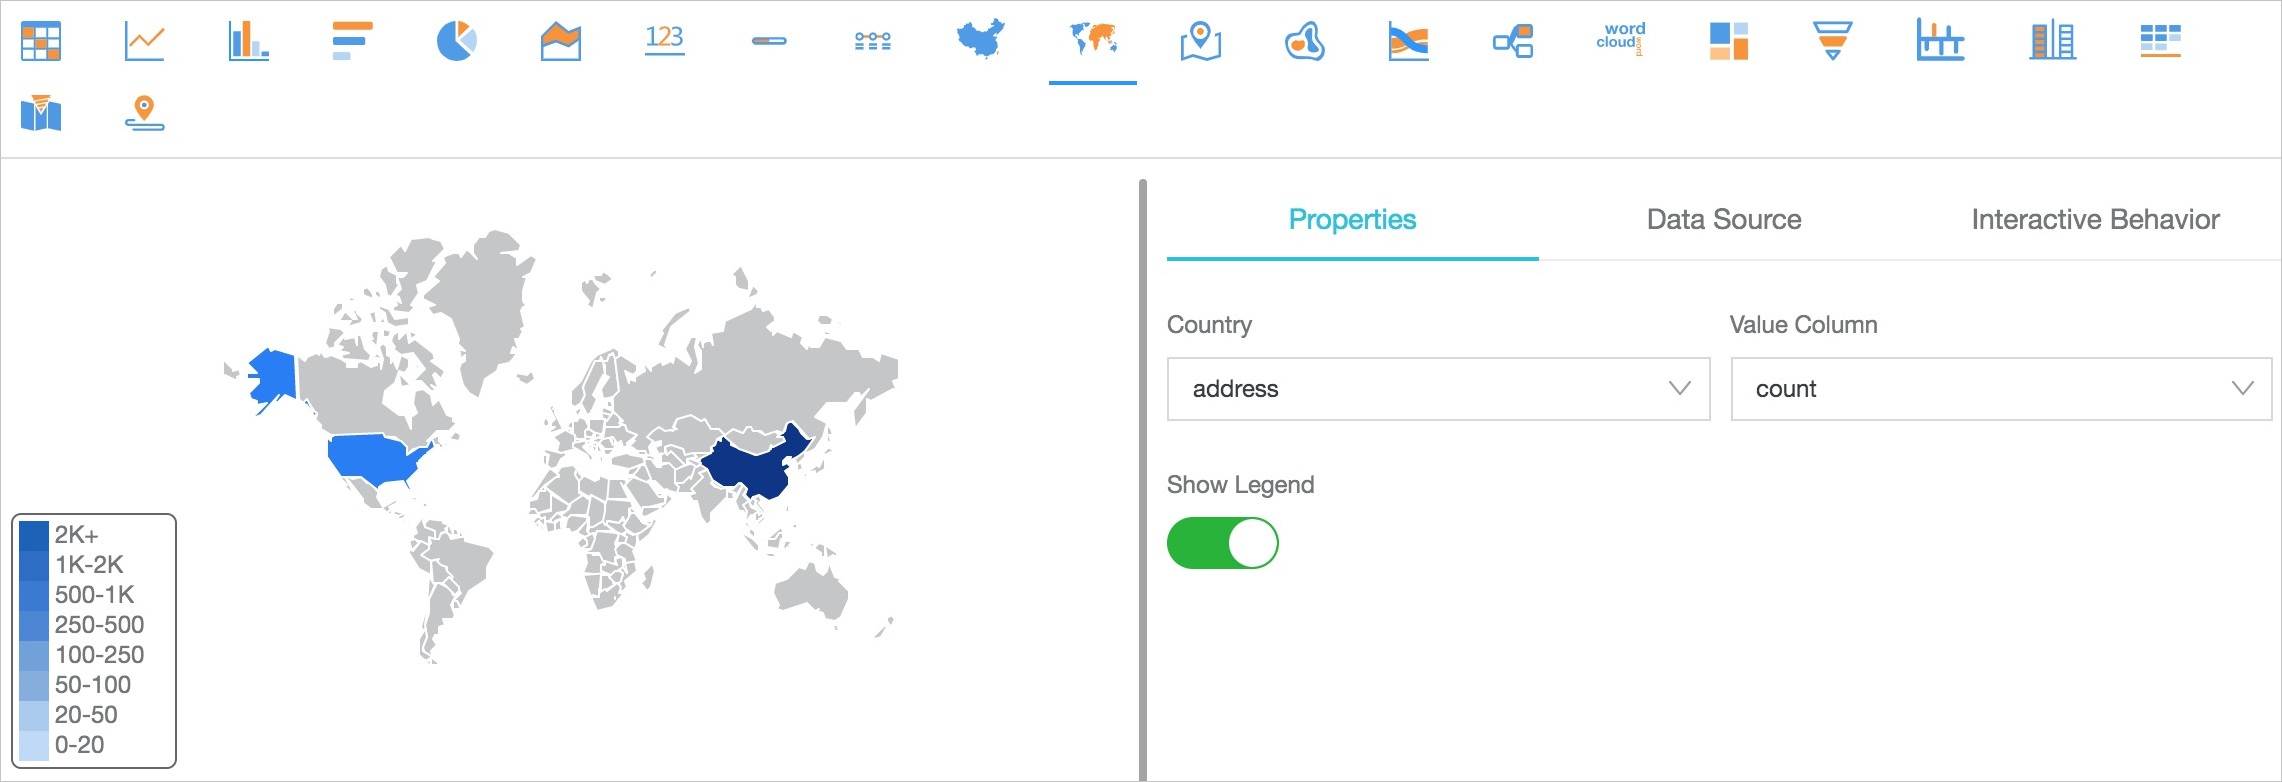 123
word
cloud
word
Properties
Data Source
Interactive Behavior
Country
Value Column
address
count
Show Legend
2K+
1K-2K
500-1K
250-500
100-250
50-100
20-50
0-20